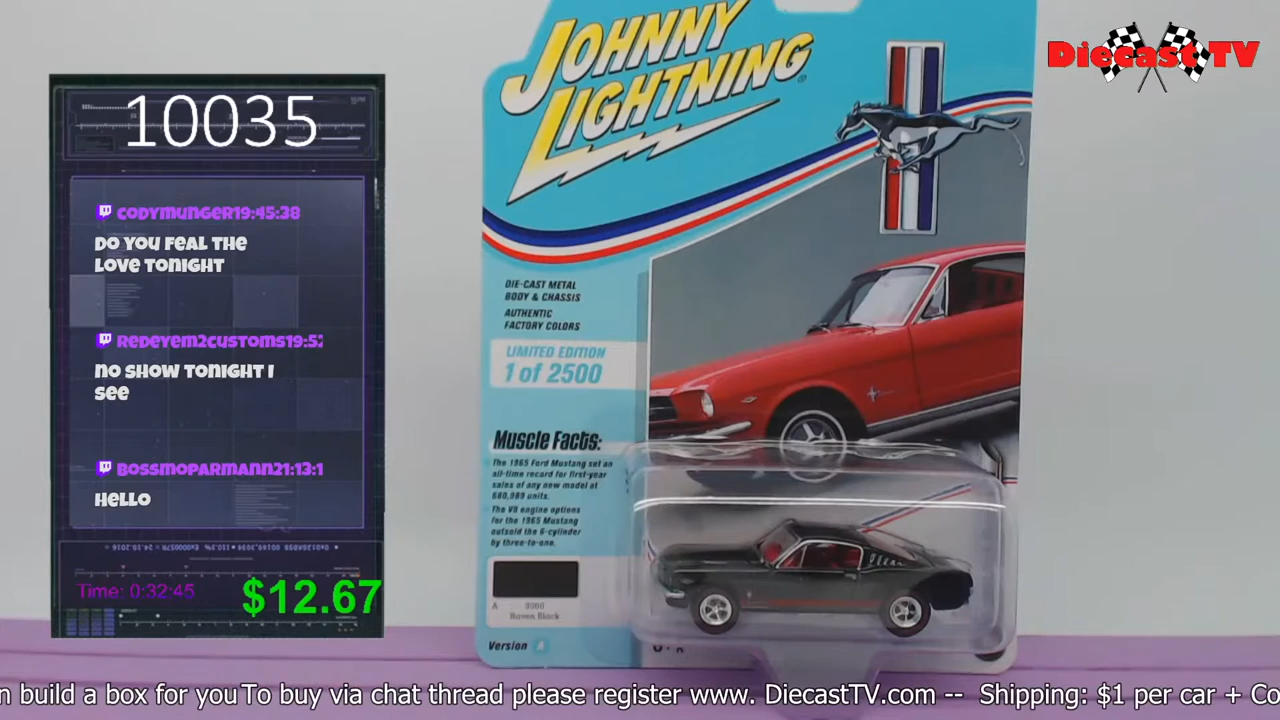 10035
codymunger19:45:38
Do you feal the
love tonight
Redeyem2customs19:5
no show tonight I
see
Bossmoparmann21:13:1
Hello
Time: 0:32:45
$12.67
JOHNNY
LIGHTNING
DIE-CAST METAL
BODY & CHASSIS
AUTHENTIC
FACTORY COLORS
LIMITED EDITION
1 of 2500
Muscle Facts:
The 1965 Ford Mustang set an
all-time record for first-year
sales of any new model at
680,989 units.
The V8 engine options
for the 1965 Mustang
outsold the 6-cylinder
by three-to-one.
A
Raven Black
Version A
Diecast TV
n build a box for you To buy via chat thread please register www. DiecastTV.com -- Shipping: $1 per car + Co